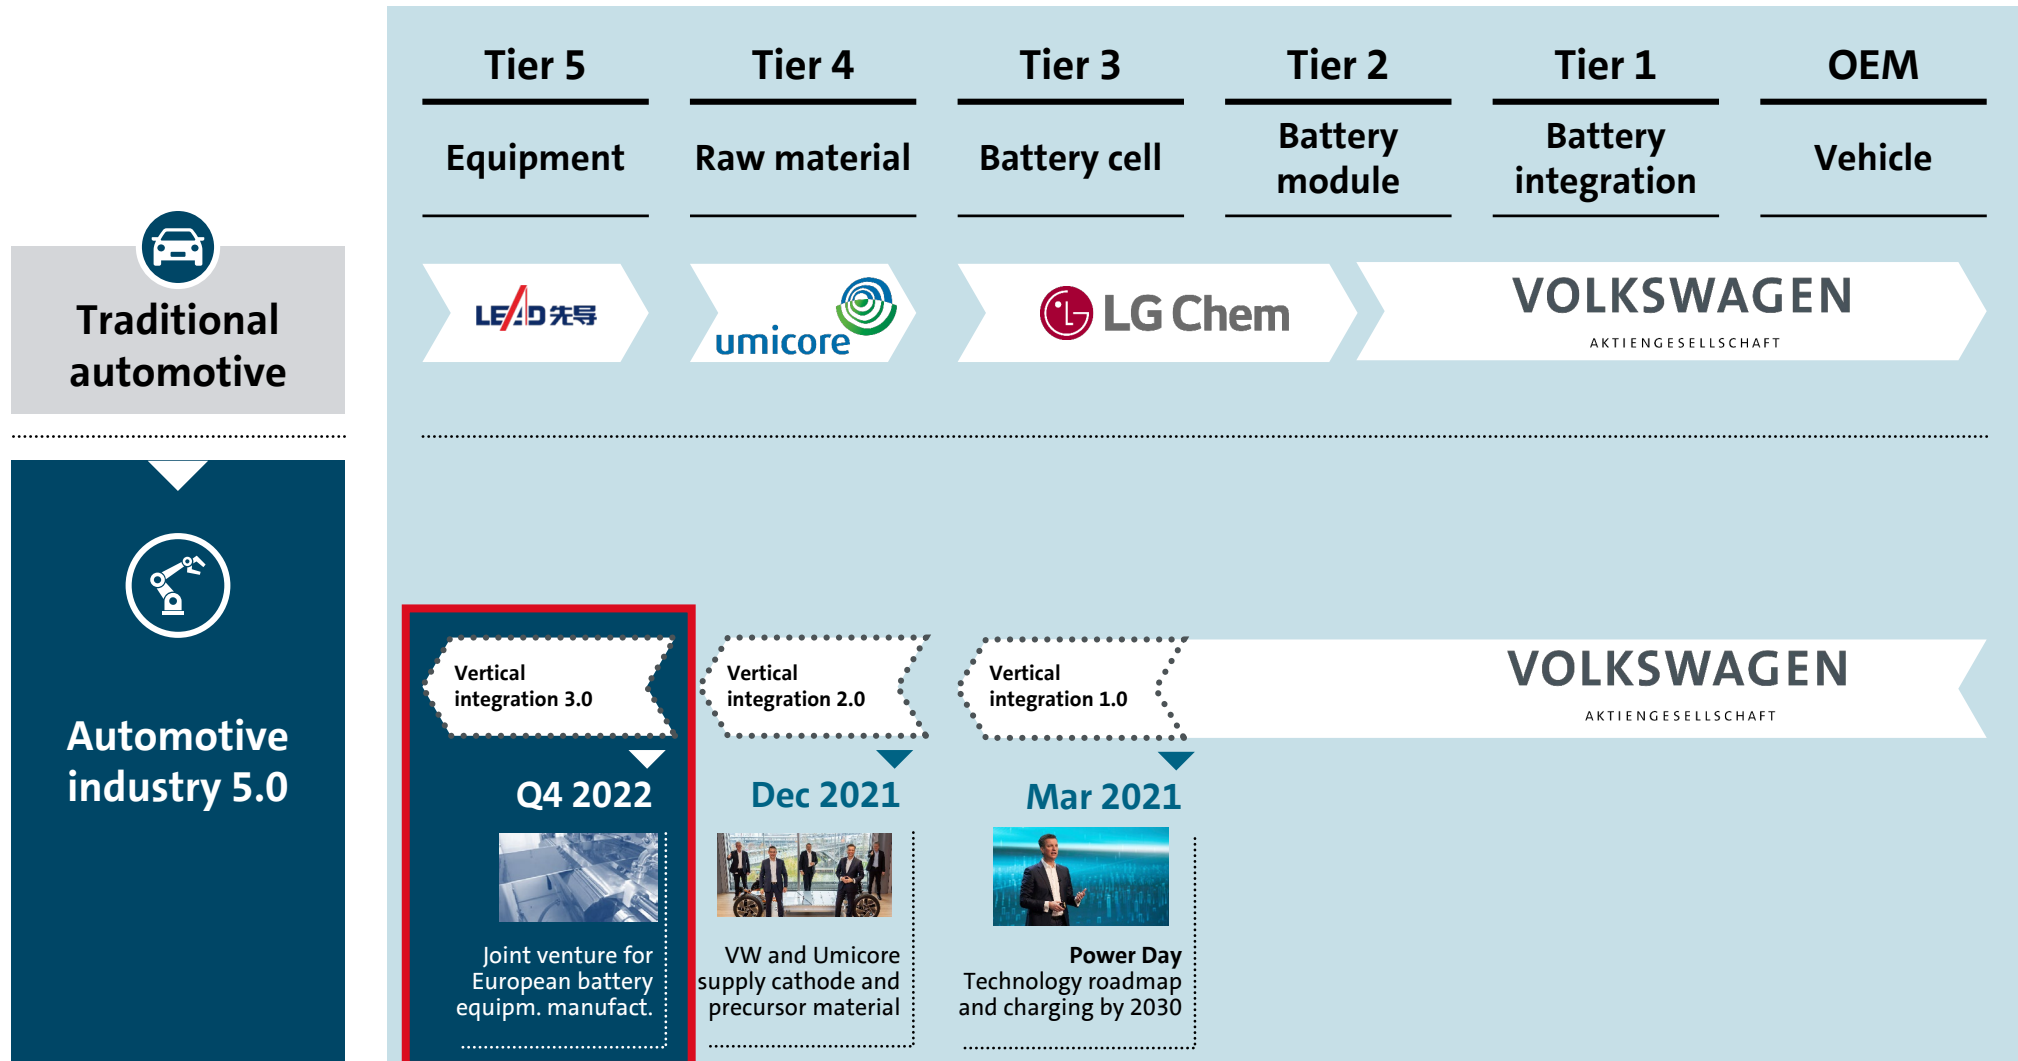 Tier 5
Tier 4
Tier 3
Tier 2
Tier 1
OEM
Equipment
Raw material
Battery cell
Battery
module
Battery
integration
Vehicle
Traditional
automotive
LEAD 先导
umicore
LG Chem
VOLKSWAGEN
AKTIENGESELLSCHAFT
Automotive
industry 5.0
Vertical
integration 3.0
Vertical
integration 2.0
Vertical
integration 1.0
VOLKSWAGEN
AKTIENGESELLSCHAFT
Q4 2022
Joint venture for
European battery
equipm. manufact.
Dec 2021
VW and Umicore
supply cathode and
precursor material
Mar 2021
Power Day
Technology roadmap
and charging by 2030